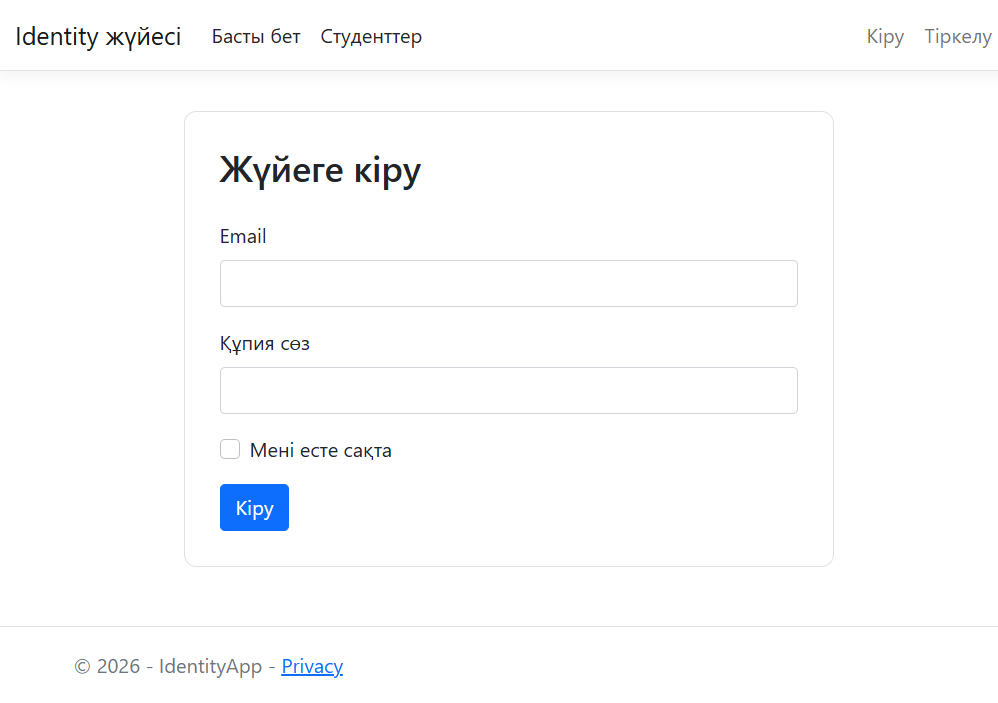 Identity жүйесі Басты бет Студенттер Кіру Тіркелу
Жүйеге кіру
Email
Құпия сөз
Мені есте сақта
Кіру
© 2026 - IdentityApp - Privacy